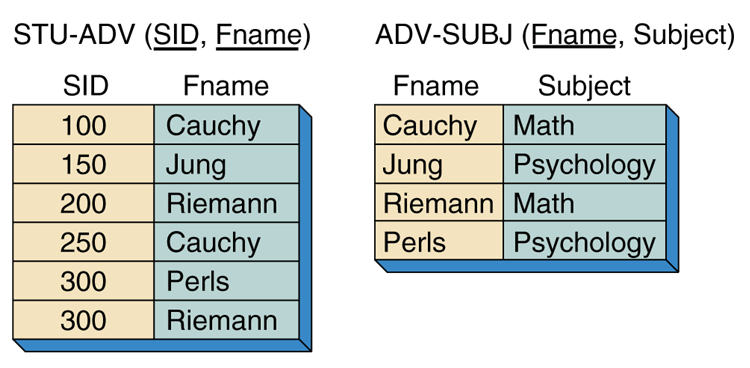 STU-ADV (SID, Fname)
SID Fname
100 Cauchy
150 Jung
200 Riemann
250 Cauchy
300 Perls
300 Riemann
ADV-SUBJ (Fname, Subject)
Fname Subject
Cauchy Math
Jung Psychology
Riemann Math
Perls Psychology